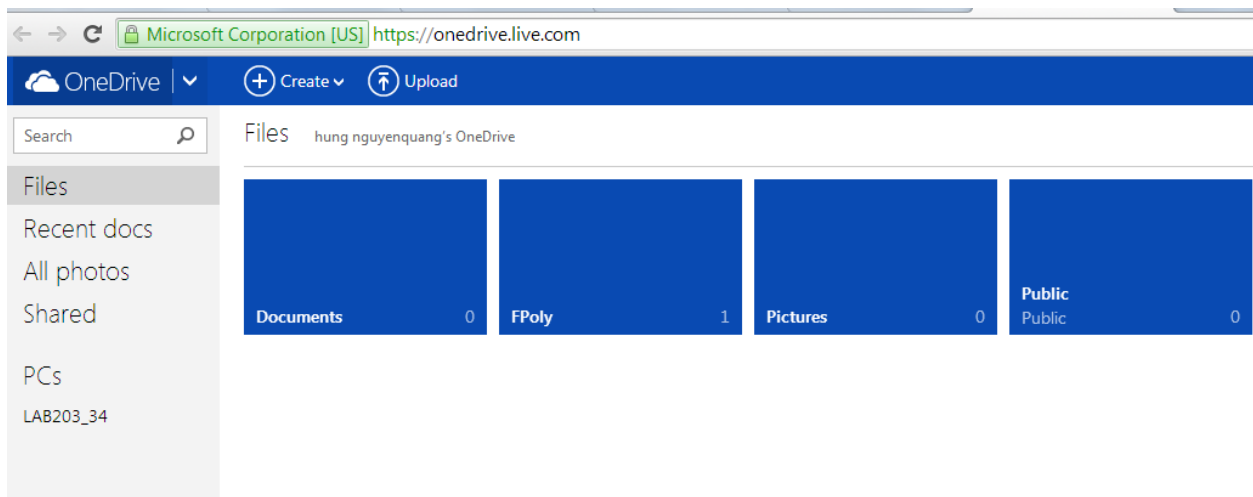 Microsoft Corporation [US] https://onedrive.live.com
OneDrive Create Upload
Search
Files hung nguyenquang's OneDrive
Files
Recent docs
All photos
Shared
PCs
LAB203_34
Documents 0
FPoly 1
Pictures 0
Public
Public 0